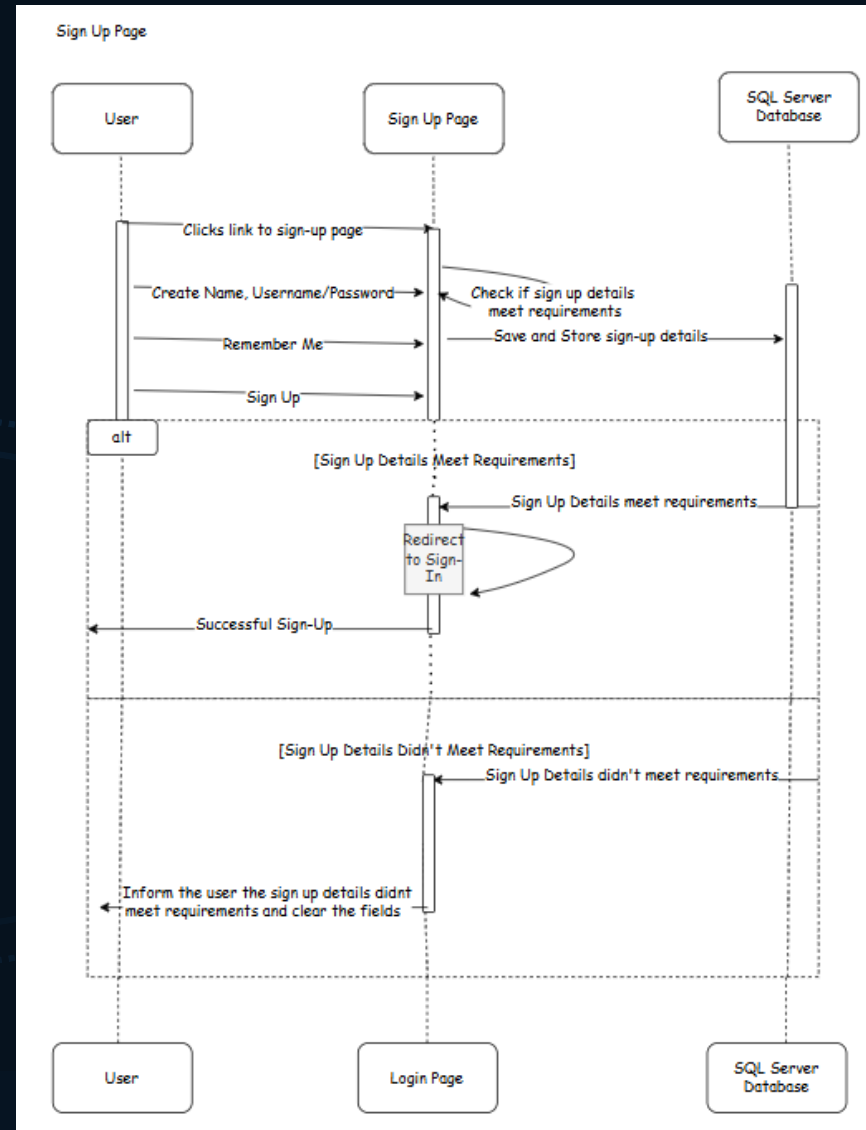 Sign Up Page
User
Sign Up Page
SQL Server
Database
Clicks link to sign-up page
Create Name, Username/Password
Check if sign up details
meet requirements
Remember Me
Save and Store sign-up details
Sign Up
alt
[Sign Up Details Meet Requirements]
Sign Up Details meet requirements
Redirect
to Sign-
In
Successful Sign-Up
[Sign Up Details Didn't Meet Requirements]
Sign Up Details didn't meet requirements
Inform the user the sign up details didnt
meet requirements and clear the fields
User
Login Page
SQL Server
Database